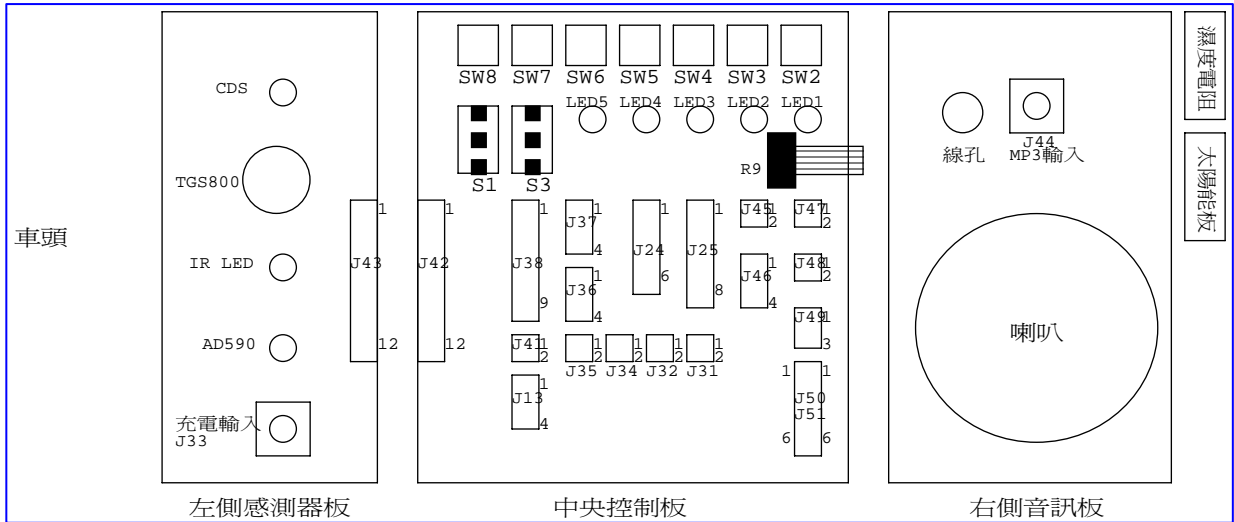 車頭
CDS
TGS800
IR LED
AD590
充電輸入
J33
J43
1
12
左側感測器板
SW8 SW7 SW6 SW5 SW4 SW3 SW2
LED5 LED4 LED3 LED2 LED1
S1 S3
R9
J42
1
12
J38
1
9
J37
1
4
J36
1
4
J24
1
6
J25
1
8
J45
1
2
J47
1
2
J46
1
4
J48
1
2
J49
1
3
J41
1
2
J35
1
2
J34
1
2
J32
1
2
J31
1
2
J13
1
4
1 1
J50
J51
6 6
中央控制板
線孔
J44
MP3輸入
喇叭
右側音訊板
濕度電阻
太陽能板